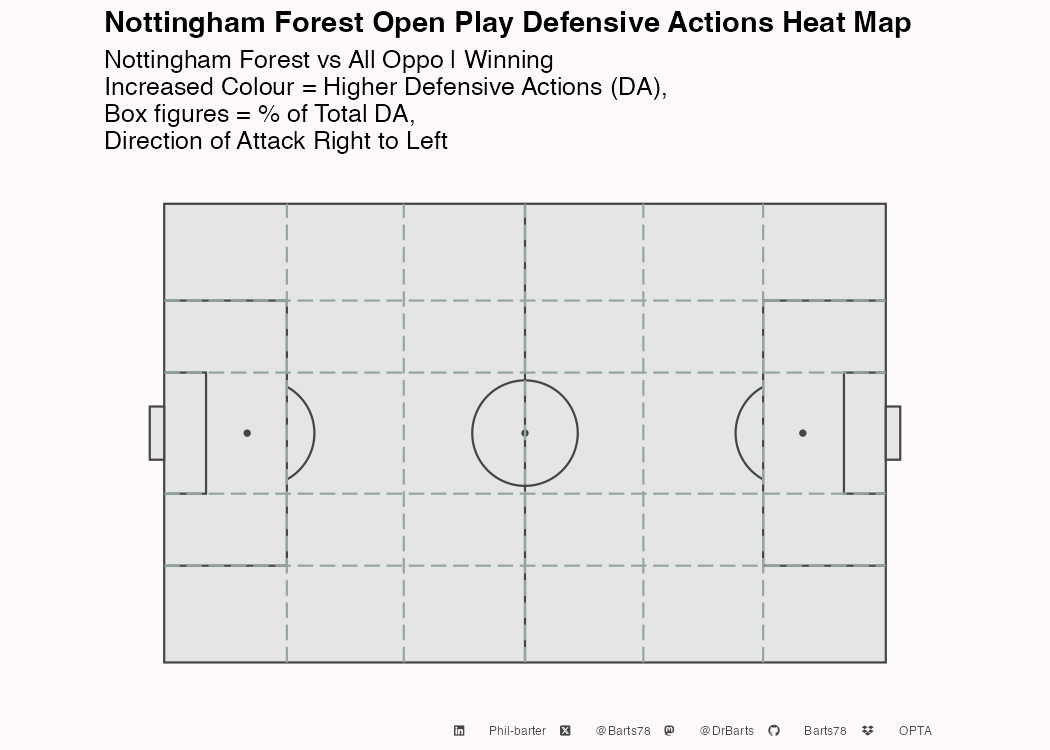 Nottingham Forest Open Play Defensive Actions Heat Map
Nottingham Forest vs All Oppo | Winning
Increased Colour = Higher Defensive Actions (DA),
Box figures = % of Total DA,
Direction of Attack Right to Left
Phil-barter @Barts78 @DrBarts Barts78 OPTA